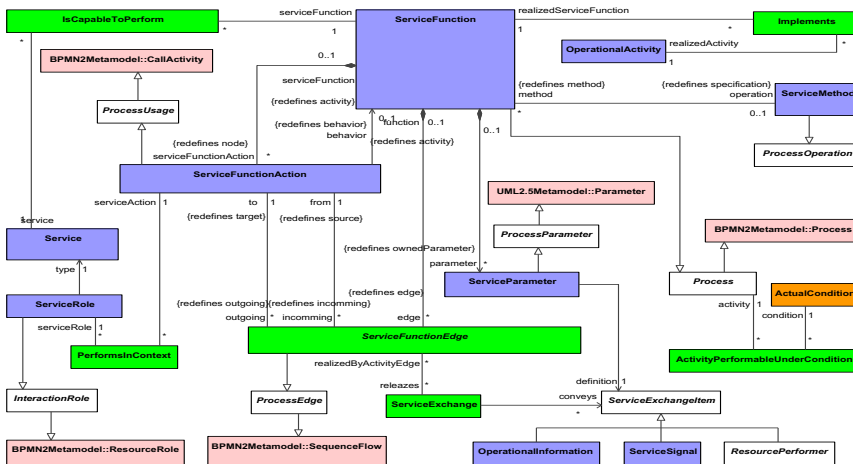 IsCapableToPerform
serviceFunction
*
*
1
ServiceFunction
realizedServiceFunction
1
*
Implements
OperationalActivity
realizedActivity
1
*
BPMN2Metamodel::CallActivity
0..1
serviceFunction
{redefines activity}
ProcessUsage
{redefines node}
serviceFunctionAction
*
{redefines behavior}
behavior
0..1
function
{redefines activity}
0..1
{redefines method}
method
*
{redefines specification}
operation
0..1
ServiceMethod
ProcessOperation
ServiceFunctionAction
serviceAction
1
to
1
{redefines target}
from
1
{redefines source}
UML2.5Metamodel::Parameter
ProcessParameter
BPMN2Metamodel::Process
1
service
Service
type
1
{redefines ownedParameter}
parameter
*
ServiceParameter
Process
activity
1
ActualCondition
condition
1
ServiceRole
serviceRole
1
*
*
PerformsInContext
{redefines outgoing}
outgoing
*
{redefines incomming}
incomming
*
{redefines edge}
edge
*
ServiceFunctionEdge
*
*
ActivityPerformableUnderCondition
realizedByActivityEdge
*
releazes
*
ServiceExchange
conveys
*
definition
1
ServiceExchangeItem
InteractionRole
ProcessEdge
BPMN2Metamodel::ResourceRole
BPMN2Metamodel::SequenceFlow
OperationalInformation
ServiceSignal
ResourcePerformer